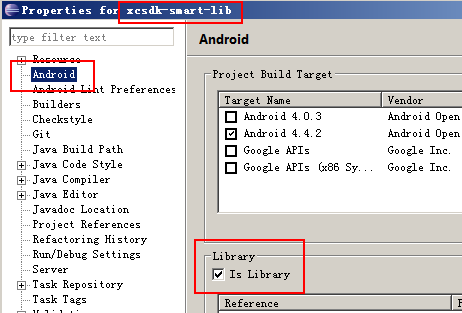 Properties for xcsdk-smart-lib
type filter text
Resource
Android
Android Lint Preferences
Builders
Checkstyle
Git
Java Build Path
Java Code Style
Java Compiler
Java Editor
Javadoc Location
Project References
Refactoring History
Run/Debug Settings
Server
Task Repository
Task Tags
Validation
Android
Project Build Target
Target Name Vendor
Android 4.0.3 Android Open
Android 4.4.2 Android Open
Google APIs Google Inc.
Google APIs (x86 Sy... Google Inc.
Library
Is Library
Reference